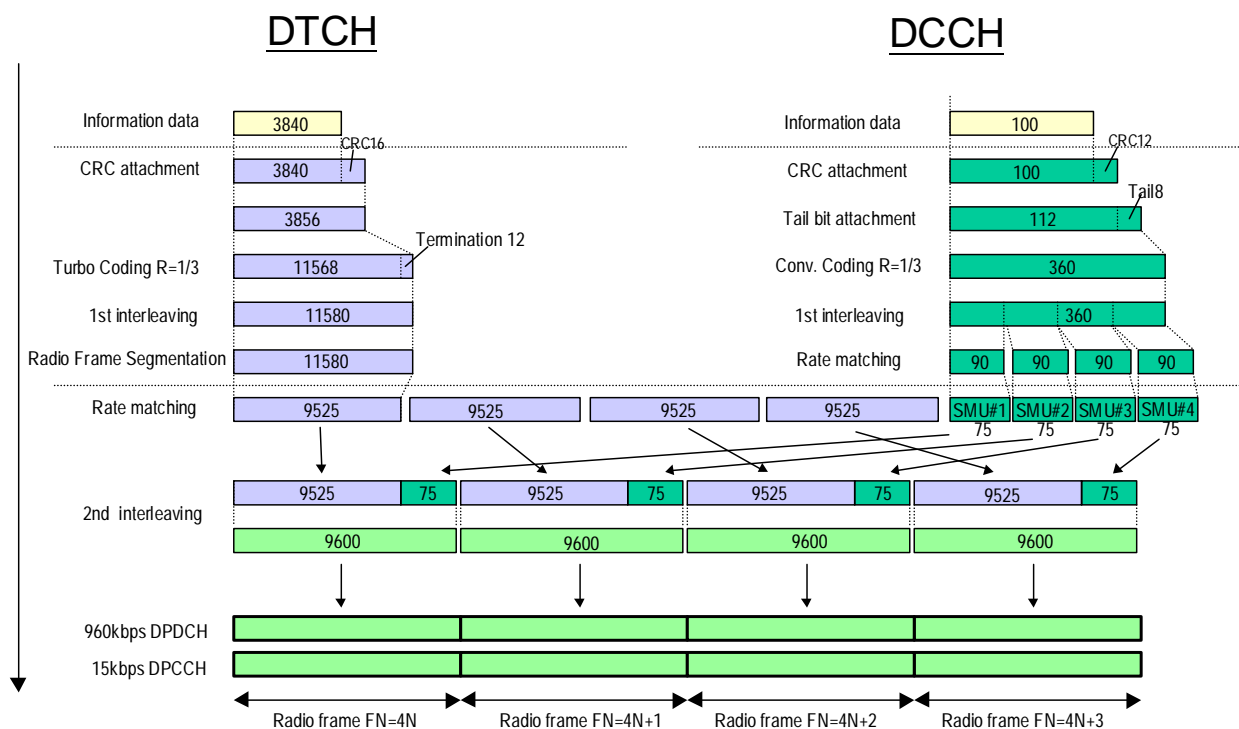 DTCH DCCH
Information data 3840 Information data 100
CRC16 CRC12
CRC attachment 3840 CRC attachment 100
Tail8
3856 Tail bit attachment 112
Termination 12
Turbo Coding R=1/3 11568 Conv. Coding R=1/3 360
1st interleaving 11580 1st interleaving 360
Radio Frame Segmentation 11580 Rate matching 90 90 90 90
Rate matching 9525 9525 9525 9525 SMU#1 SMU#2 SMU#3 SMU#4
75 75 75 75
9525 75 9525 75 9525 75 9525 75
2nd interleaving
9600 9600 9600 9600
960kbps DPDCH
15kbps DPCCH
Radio frame FN=4N Radio frame FN=4N+1 Radio frame FN=4N+2 Radio frame FN=4N+3